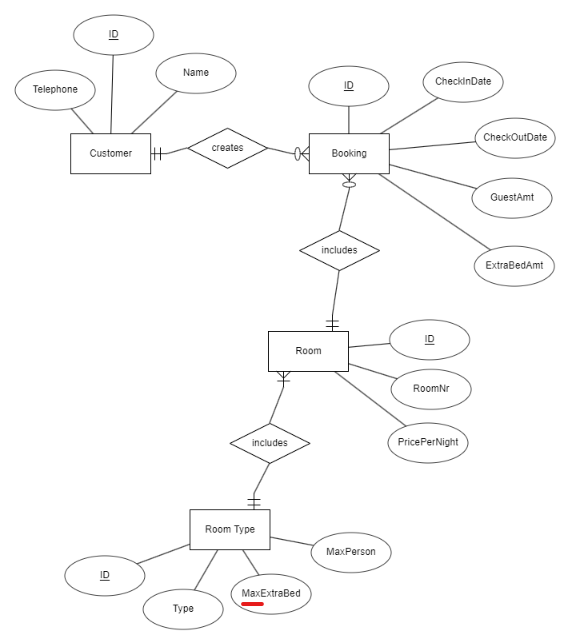 ID
Name
Telephone
CheckInDate
ID
CheckOutDate
Customer
creates
Booking
GuestAmt
includes
ExtraBedAmt
ID
Room
RoomNr
PricePerNight
includes
Room Type
MaxPerson
ID
MaxExtraBed
Type